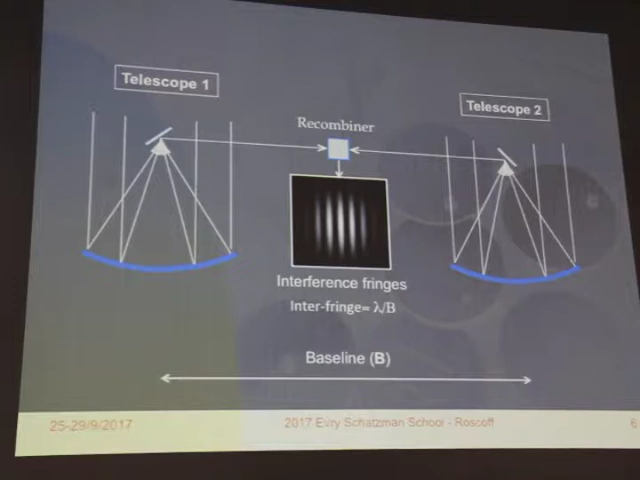 Telescope 1
Telescope 2
Recombiner
Interference fringes
Inter-fringe= λ/B
Baseline (B)
25-29/9/2017
2017 Evry Schatzman School - Roscoff
6